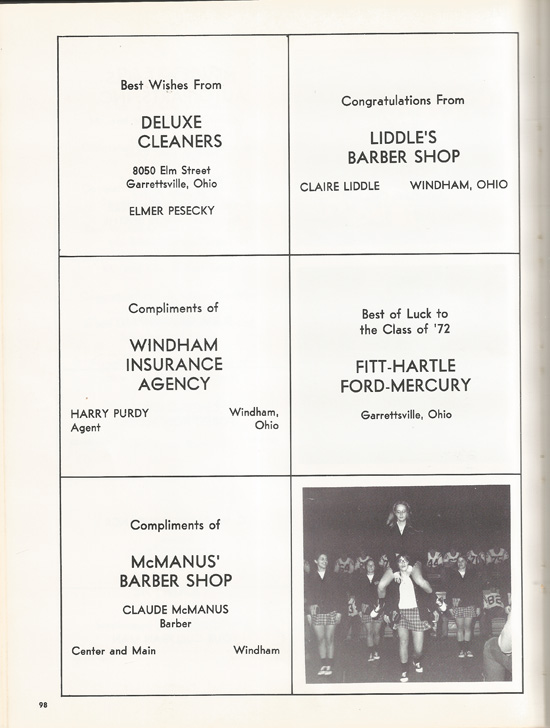 Best Wishes From
DELUXE
CLEANERS
8050 Elm Street
Garrettsville, Ohio
ELMER PESECKY
Congratulations From
LIDDLE'S
BARBER SHOP
CLAIRE LIDDLE WINDHAM, OHIO
Compliments of
WINDHAM
INSURANCE
AGENCY
HARRY PURDY Windham,
Agent Ohio
Best of Luck to
the Class of '72
FITT-HARTLE
FORD-MERCURY
Garrettsville, Ohio
Compliments of
McMANUS'
BARBER SHOP
CLAUDE McMANUS
Barber
Center and Main Windham
98